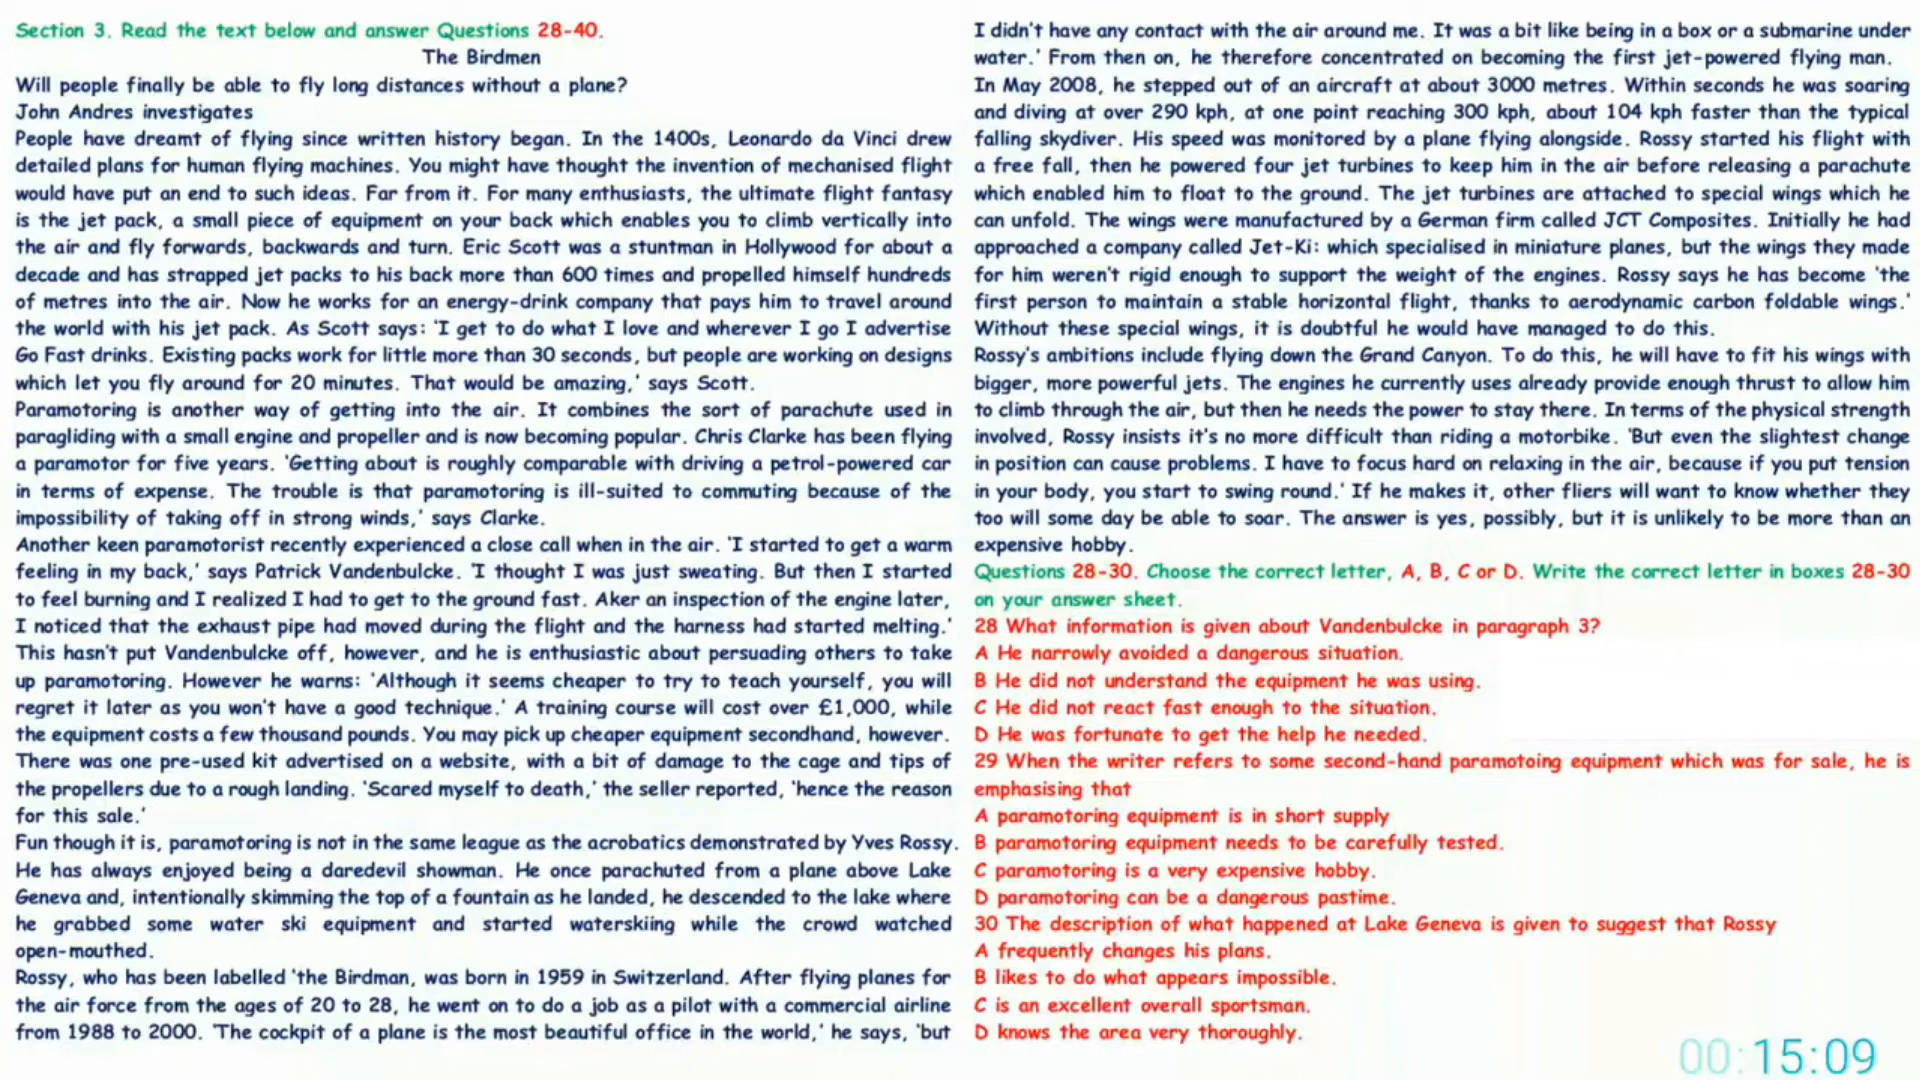 Section 3. Read the text below and answer Questions 28-40.
The Birdmen
Will people finally be able to fly long distances without a plane?
John Andres investigates
People have dreamt of flying since written history began. In the 1400s, Leonardo da Vinci drew
detailed plans for human flying machines. You might have thought the invention of mechanised flight
would have put an end to such ideas. Far from it. For many enthusiasts, the ultimate flight fantasy
is the jet pack, a small piece of equipment on your back which enables you to climb vertically into
the air and fly forwards, backwards and turn. Eric Scott was a stuntman in Hollywood for about a
decade and has strapped jet packs to his back more than 600 times and propelled himself hundreds
of metres into the air. Now he works for an energy-drink company that pays him to travel around
the world with his jet pack. As Scott says: 'I get to do what I love and wherever I go I advertise
Go Fast drinks. Existing packs work for little more than 30 seconds, but people are working on designs
which let you fly around for 20 minutes. That would be amazing,' says Scott.
Paramotoring is another way of getting into the air. It combines the sort of parachute used in
paragliding with a small engine and propeller and is now becoming popular. Chris Clarke has been flying
a paramotor for five years. 'Getting about is roughly comparable with driving a petrol-powered car
in terms of expense. The trouble is that paramotoring is ill-suited to commuting because of the
impossibility of taking off in strong winds,' says Clarke.
Another keen paramotorist recently experienced a close call when in the air. 'I started to get a warm
feeling in my back,' says Patrick Vandenbulcke. 'I thought I was just sweating. But then I started
to feel burning and I realized I had to get to the ground fast. Aker an inspection of the engine later,
I noticed that the exhaust pipe had moved during the flight and the harness had started melting.'
This hasn't put Vandenbulcke off, however, and he is enthusiastic about persuading others to take
up paramotoring. However he warns: 'Although it seems cheaper to try to teach yourself, you will
regret it later as you won't have a good technique.' A training course will cost over £1,000, while
the equipment costs a few thousand pounds. You may pick up cheaper equipment secondhand, however.
There was one pre-used kit advertised on a website, with a bit of damage to the cage and tips of
the propellers due to a rough landing. 'Scared myself to death,' the seller reported, 'hence the reason
for this sale.'
Fun though it is, paramotoring is not in the same league as the acrobatics demonstrated by Yves Rossy.
He has always enjoyed being a daredevil showman. He once parachuted from a plane above Lake
Geneva and, intentionally skimming the top of a fountain as he landed, he descended to the lake where
he grabbed some water ski equipment and started waterskiing while the crowd watched
open-mouthed.
Rossy, who has been labelled 'the Birdman, was born in 1959 in Switzerland. After flying planes for
the air force from the ages of 20 to 28, he went on to do a job as a pilot with a commercial airline
from 1988 to 2000. 'The cockpit of a plane is the most beautiful office in the world,' he says, 'but
I didn't have any contact with the air around me. It was a bit like being in a box or a submarine under
water.' From then on, he therefore concentrated on becoming the first jet-powered flying man.
In May 2008, he stepped out of an aircraft at about 3000 metres. Within seconds he was soaring
and diving at over 290 kph, at one point reaching 300 kph, about 104 kph faster than the typical
falling skydiver. His speed was monitored by a plane flying alongside. Rossy started his flight with
a free fall, then he powered four jet turbines to keep him in the air before releasing a parachute
which enabled him to float to the ground. The jet turbines are attached to special wings which he
can unfold. The wings were manufactured by a German firm called JCT Composites. Initially he had
approached a company called Jet-Ki: which specialised in miniature planes, but the wings they made
for him weren't rigid enough to support the weight of the engines. Rossy says he has become 'the
first person to maintain a stable horizontal flight, thanks to aerodynamic carbon foldable wings.'
Without these special wings, it is doubtful he would have managed to do this.
Rossy's ambitions include flying down the Grand Canyon. To do this, he will have to fit his wings with
bigger, more powerful jets. The engines he currently uses already provide enough thrust to allow him
to climb through the air, but then he needs the power to stay there. In terms of the physical strength
involved, Rossy insists it's no more difficult than riding a motorbike. 'But even the slightest change
in position can cause problems. I have to focus hard on relaxing in the air, because if you put tension
in your body, you start to swing round.' If he makes it, other fliers will want to know whether they
too will some day be able to soar. The answer is yes, possibly, but it is unlikely to be more than an
expensive hobby.
Questions 28-30. Choose the correct letter, A, B, C or D. Write the correct letter in boxes 28-30
on your answer sheet.
28 What information is given about Vandenbulcke in paragraph 3?
A He narrowly avoided a dangerous situation.
B He did not understand the equipment he was using.
C He did not react fast enough to the situation.
D He was fortunate to get the help he needed.
29 When the writer refers to some second-hand paramotoing equipment which was for sale, he is
emphasising that
A paramotoring equipment is in short supply
B paramotoring equipment needs to be carefully tested.
C paramotoring is a very expensive hobby.
D paramotoring can be a dangerous pastime.
30 The description of what happened at Lake Geneva is given to suggest that Rossy
A frequently changes his plans.
B likes to do what appears impossible.
C is an excellent overall sportsman.
D knows the area very thoroughly.
00:15:09